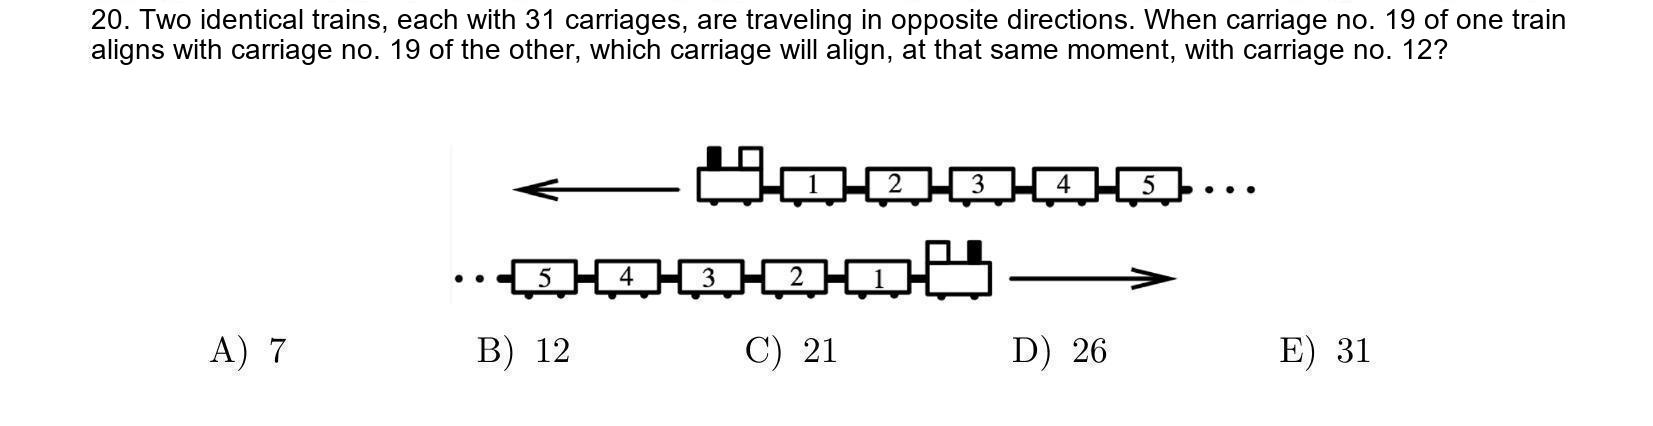 20. Two identical trains, each with 31 carriages, are traveling in opposite directions. When carriage no. 19 of one train
aligns with carriage no. 19 of the other, which carriage will align, at that same moment, with carriage no. 12?
1 2 3 4 5
5 4 3 2 1
A) 7 B) 12 C) 21 D) 26 E) 31